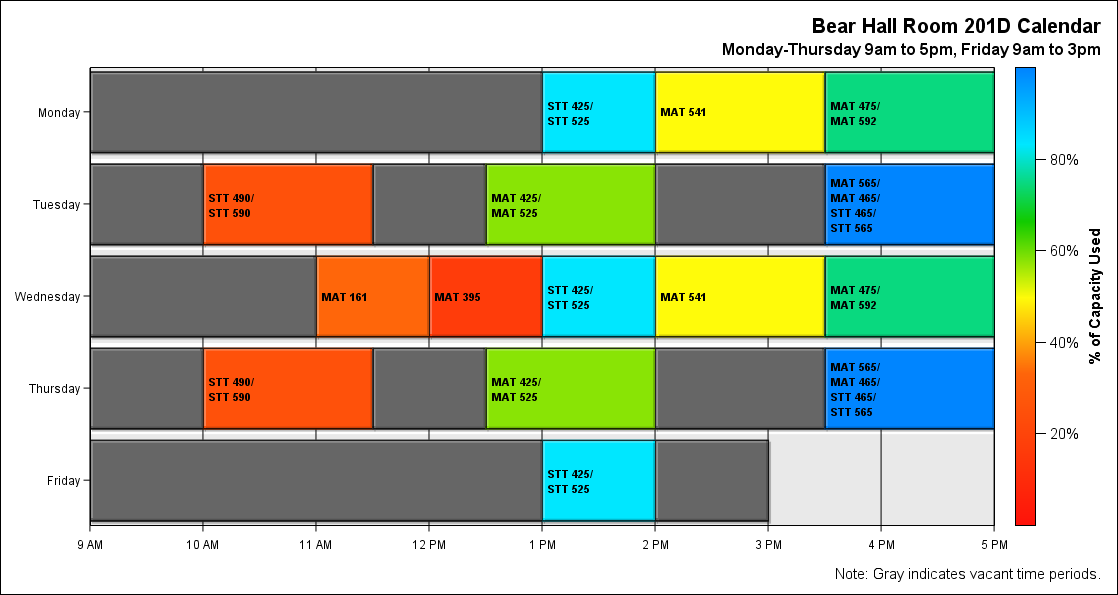 Bear Hall Room 201D Calendar
Monday-Thursday 9am to 5pm, Friday 9am to 3pm
Monday
STT 425/
STT 525
MAT 541
MAT 475/
MAT 592
Tuesday
STT 490/
STT 590
MAT 425/
MAT 525
MAT 565/
MAT 465/
STT 465/
STT 565
Wednesday
MAT 161
MAT 395
STT 425/
STT 525
MAT 541
MAT 475/
MAT 592
Thursday
STT 490/
STT 590
MAT 425/
MAT 525
MAT 565/
MAT 465/
STT 465/
STT 565
Friday
STT 425/
STT 525
9 AM 10 AM 11 AM 12 PM 1 PM 2 PM 3 PM 4 PM 5 PM
80%
60%
40%
20%
% of Capacity Used
Note: Gray indicates vacant time periods.